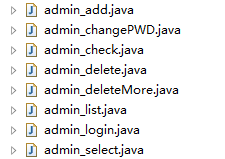 admin_add.java
admin_changePWD.java
admin_check.java
admin_delete.java
admin_deleteMore.java
admin_list.java
admin_login.java
admin_select.java